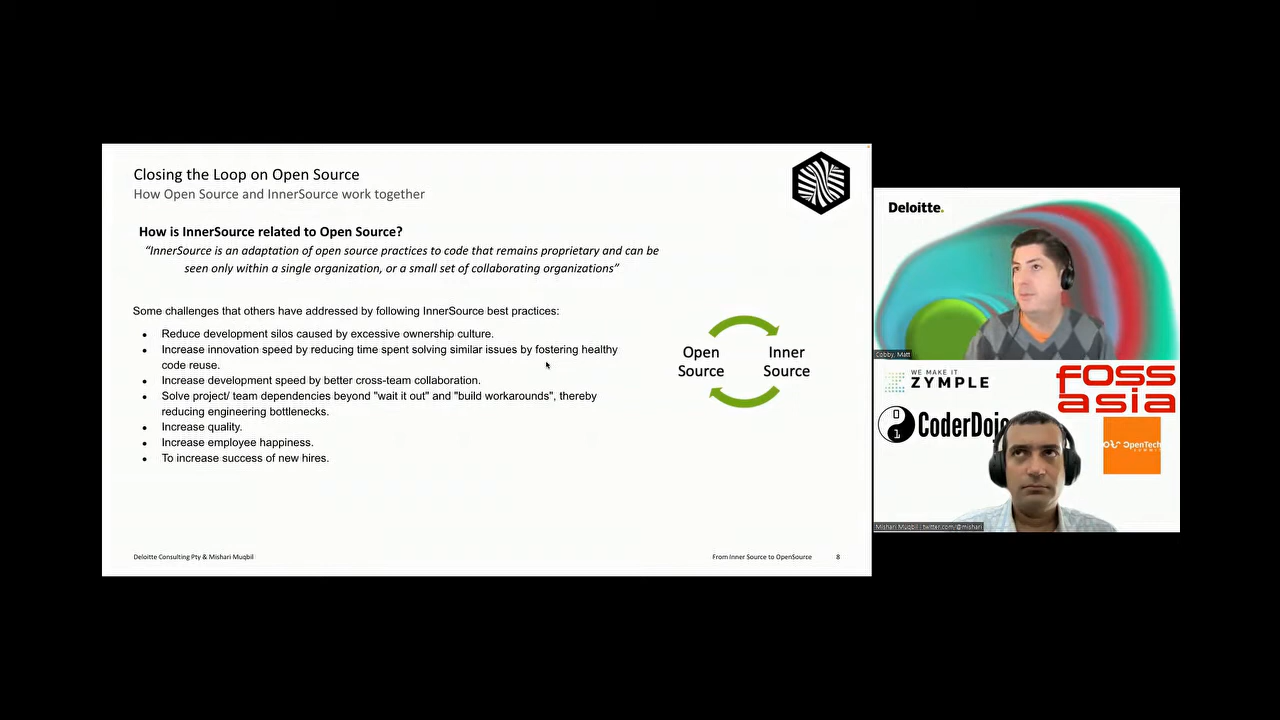 Closing the Loop on Open Source
How Open Source and InnerSource work together
How is InnerSource related to Open Source?
“InnerSource is an adaptation of open source practices to code that remains proprietary and can be
seen only within a single organization, or a small set of collaborating organizations”
Some challenges that others have addressed by following InnerSource best practices:
• Reduce development silos caused by excessive ownership culture.
• Increase innovation speed by reducing time spent solving similar issues by fostering healthy
code reuse.
• Increase development speed by better cross-team collaboration.
• Solve project/ team dependencies beyond "wait it out" and "build workarounds", thereby
reducing engineering bottlenecks.
• Increase quality.
• Increase employee happiness.
• To increase success of new hires.
Open
Source
Inner
Source
Deloitte Consulting Pty & Mishari Muqbil
From Inner Source to OpenSource
8
Deloitte.
Cobby, Matt
WE MAKE IT
ZYMPLE
FOSS
ASIA
0
1
CoderDojo
OpenTech
SUMMIT
Mishari Muqbil | twitter.com/@mishari